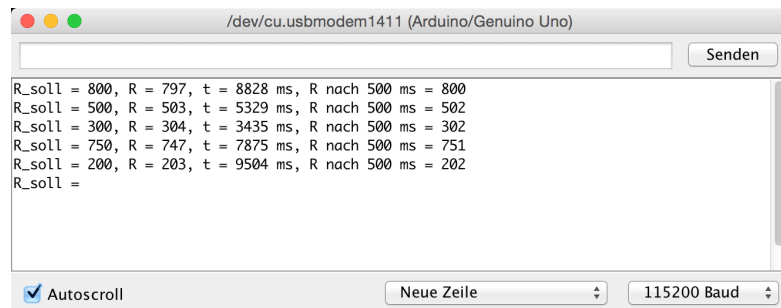 /dev/cu.usbmodem1411 (Arduino/Genuino Uno)
Senden
R_soll = 800, R = 797, t = 8828 ms, R nach 500 ms = 800
R_soll = 500, R = 503, t = 5329 ms, R nach 500 ms = 502
R_soll = 300, R = 304, t = 3435 ms, R nach 500 ms = 302
R_soll = 750, R = 747, t = 7875 ms, R nach 500 ms = 751
R_soll = 200, R = 203, t = 9504 ms, R nach 500 ms = 202
R_soll =
Autoscroll Neue Zeile 115200 Baud